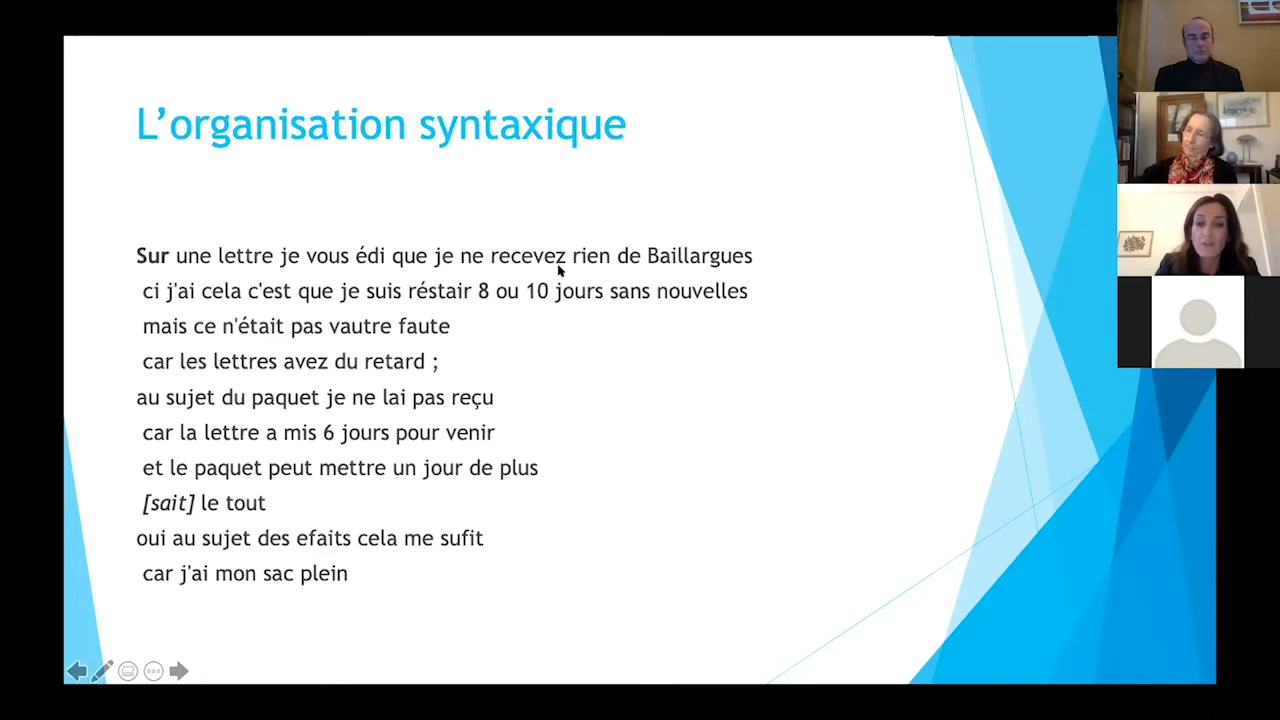 L’organisation syntaxique
Sur une lettre je vous édi que je ne recevez rien de Baillargues
ci j'ai cela c'est que je suis réstair 8 ou 10 jours sans nouvelles
mais ce n'était pas vautre faute
car les lettres avez du retard ;
au sujet du paquet je ne lai pas reçu
car la lettre a mis 6 jours pour venir
et le paquet peut mettre un jour de plus
[sait] le tout
oui au sujet des efaits cela me sufit
car j'ai mon sac plein